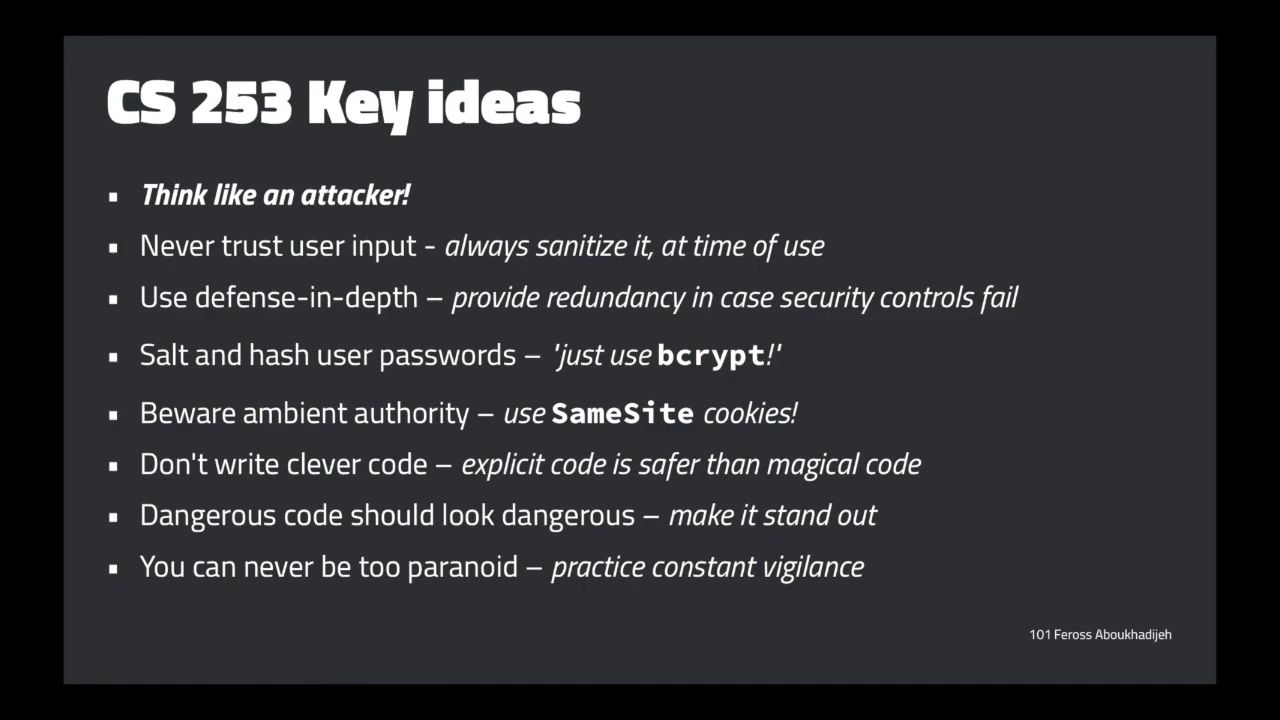 CS 253 Key ideas
▪ Think like an attacker!
▪ Never trust user input - always sanitize it, at time of use
▪ Use defense-in-depth – provide redundancy in case security controls fail
▪ Salt and hash user passwords – 'just use bcrypt!'
▪ Beware ambient authority – use SameSite cookies!
▪ Don't write clever code – explicit code is safer than magical code
▪ Dangerous code should look dangerous – make it stand out
▪ You can never be too paranoid – practice constant vigilance
101 Feross Aboukhadijeh